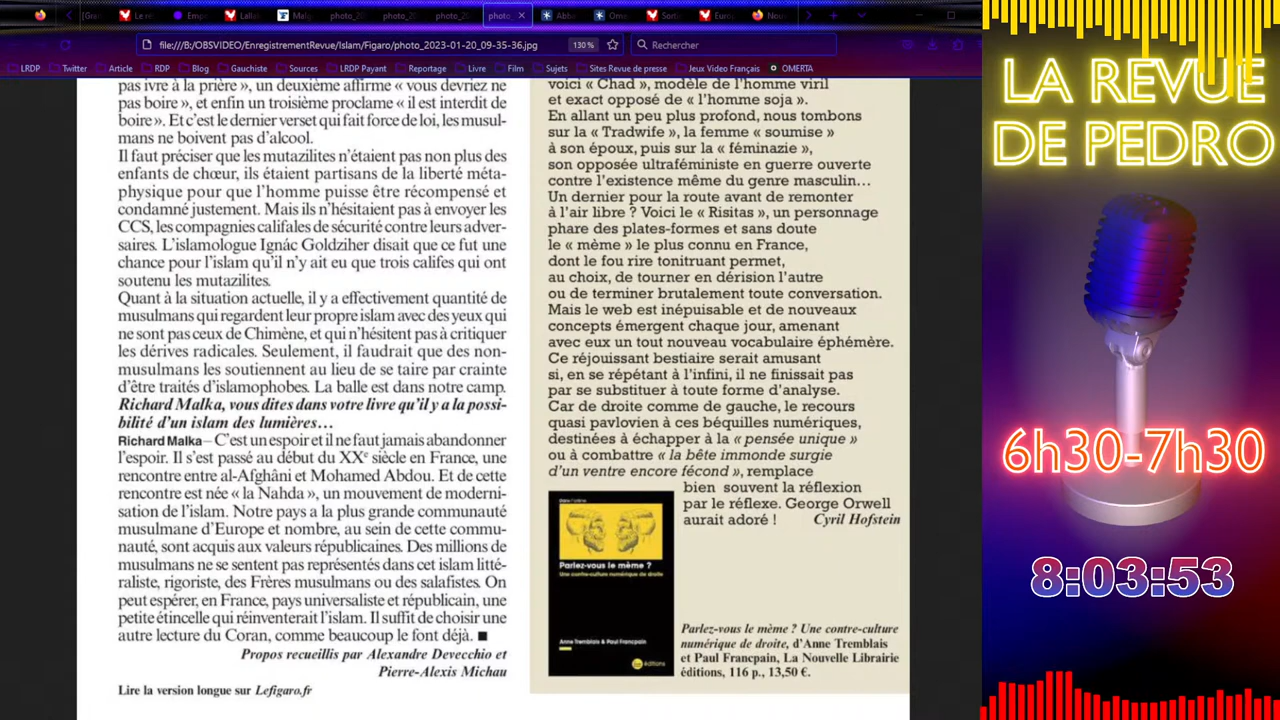 Le re
Emp
Lalla
Malg
photo_2
photo_20
photo_20
photo_
Abba
Om
Sorti
Euro
Nou
file:///B:/OBSVIDEO/EnregistrementRevue/Islam/Figaro/photo_2023-01-20_09-35-36.jpg
130 %
Rechercher
LRDP
Twitter
Article
RDP
Blog
Gauchiste
Sources
LRDP Payant
Reportage
Livre
Film
Sujets
Sites Revue de presse
Jeux Video Français
OMERTA
pas ivre à la prière », un deuxième affirme « vous devriez ne
pas boire », et enfin un troisième proclame « il est interdit de
boire ». Et c'est le dernier verset qui fait force de loi, les musul-
mans ne boivent pas d'alcool.
Il faut préciser que les mutazilites n'étaient pas non plus des
enfants de chœur, ils étaient partisans de la liberté méta-
physique pour que l'homme puisse être récompensé et
condamné justement. Mais ils n'hésitaient pas à envoyer les
CCS, les compagnies califales de sécurité contre leurs adver-
saires. L'islamologue Ignác Goldziher disait que ce fut une
chance pour l'islam qu'il n'y ait eu que trois califes qui ont
soutenu les mutazilites.
Quant à la situation actuelle, il y a effectivement quantité de
musulmans qui regardent leur propre islam avec des yeux qui
ne sont pas ceux de Chimène, et qui n'hésitent pas à critiquer
les dérives radicales. Seulement, il faudrait que des non-
musulmans les soutiennent au lieu de se taire par crainte
d'être traités d'islamophobes. La balle est dans notre camp.
Richard Malka, vous dites dans votre livre qu'il y a la possi-
bilité d'un islam des lumières…
Richard Malka – C'est un espoir et il ne faut jamais abandonner
l'espoir. Il s'est passé au début du XXe siècle en France, une
rencontre entre al-Afghâni et Mohamed Abdou. Et de cette
rencontre est née « la Nahda », un mouvement de moderni-
sation de l'islam. Notre pays a la plus grande communauté
musulmane d'Europe et nombre, au sein de cette commu-
nauté, sont acquis aux valeurs républicaines. Des millions de
musulmans ne se sentent pas représentés dans cet islam litté-
raliste, rigoriste, des Frères musulmans ou des salafistes. On
peut espérer, en France, pays universaliste et républicain, une
petite étincelle qui réinventerait l'islam. Il suffit de choisir une
autre lecture du Coran, comme beaucoup le font déjà. ■
Propos recueillis par Alexandre Devecchio et
Pierre-Alexis Michau
Lire la version longue sur Lefigaro.fr
voici « Chad », modèle de l'homme viril
et exact opposé de « l'homme soja ».
En allant un peu plus profond, nous tombons
sur la « Tradwife », la femme « soumise »
à son époux, puis sur la « féminazie »,
son opposée ultraféministe en guerre ouverte
contre l'existence même du genre masculin…
Un dernier pour la route avant de remonter
à l'air libre ? Voici le « Risitas », un personnage
phare des plates-formes et sans doute
le « mème » le plus connu en France,
dont le fou rire tonitruant permet,
au choix, de tourner en dérision l'autre
ou de terminer brutalement toute conversation.
Mais le web est inépuisable et de nouveaux
concepts émergent chaque jour, amenant
avec eux un tout nouveau vocabulaire éphémère.
Ce réjouissant bestiaire serait amusant
si, en se répétant à l'infini, il ne finissait pas
par se substituer à toute forme d'analyse.
Car de droite comme de gauche, le recours
quasi pavlovien à ces béquilles numériques,
destinées à échapper à la « pensée unique »
ou à combattre « la bête immonde surgie
d'un ventre encore fécond », remplace
bien souvent la réflexion
par le réflexe. George Orwell
aurait adoré !
Cyril Hofstein
Parlez-vous le mème ?
Une contre-culture numérique de droite
Anne Tremblais & Paul Francpain
éditions
Parlez-vous le mème ? Une contre-culture
numérique de droite, d'Anne Tremblais
et Paul Francpain, La Nouvelle Librairie
éditions, 116 p., 13,50 €.
LA REVUE
DE PEDRO
6h30-7h30
8:03:53